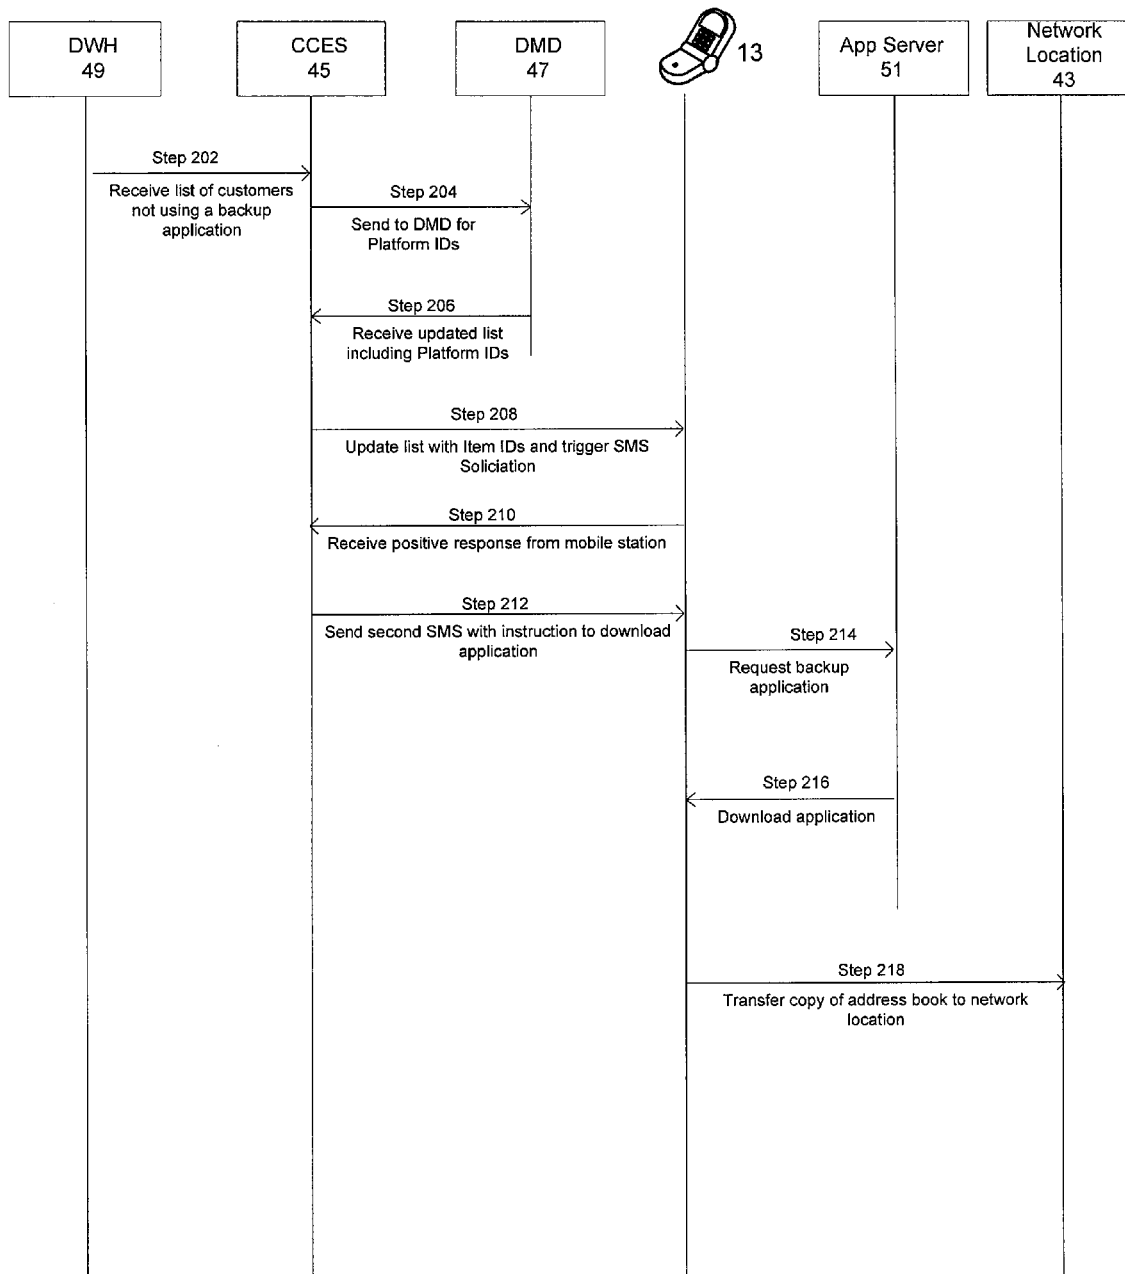 DWH
49
CCES
45
DMD
47
13
App Server
51
Network
Location
43
Step 202
Receive list of customers
not using a backup
application
Step 204
Send to DMD for
Platform IDs
Step 206
Receive updated list
including Platform IDs
Step 208
Update list with Item IDs and trigger SMS
Soliciation
Step 210
Receive positive response from mobile station
Step 212
Send second SMS with instruction to download
application
Step 214
Request backup
application
Step 216
Download application
Step 218
Transfer copy of address book to network
location